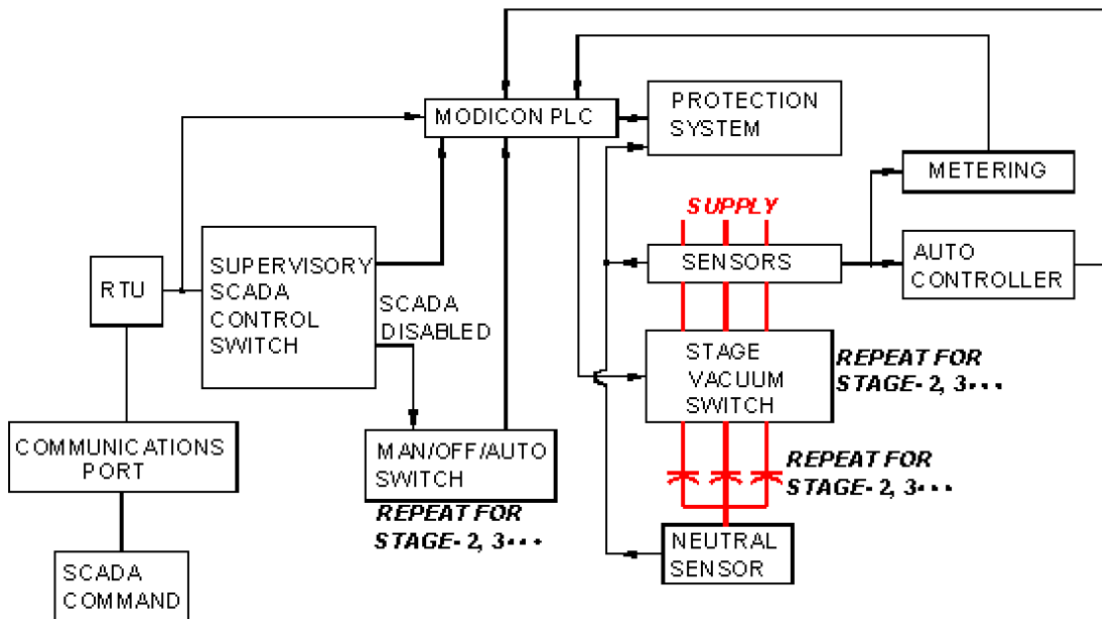 MODICON PLC
PROTECTION
SYSTEM
METERING
SUPPLY
SENSORS
AUTO
CONTROLLER
RTU
SUPERVISORY
SCADA
CONTROL
SWITCH
SCADA
DISABLED
STAGE
VACUUM
SWITCH
REPEAT FOR
STAGE- 2, 3•••
COMMUNICATIONS
PORT
MAN/OFF/AUTO
SWITCH
REPEAT FOR
STAGE- 2, 3•••
REPEAT FOR
STAGE- 2, 3•••
NEUTRAL
SENSOR
SCADA
COMMAND